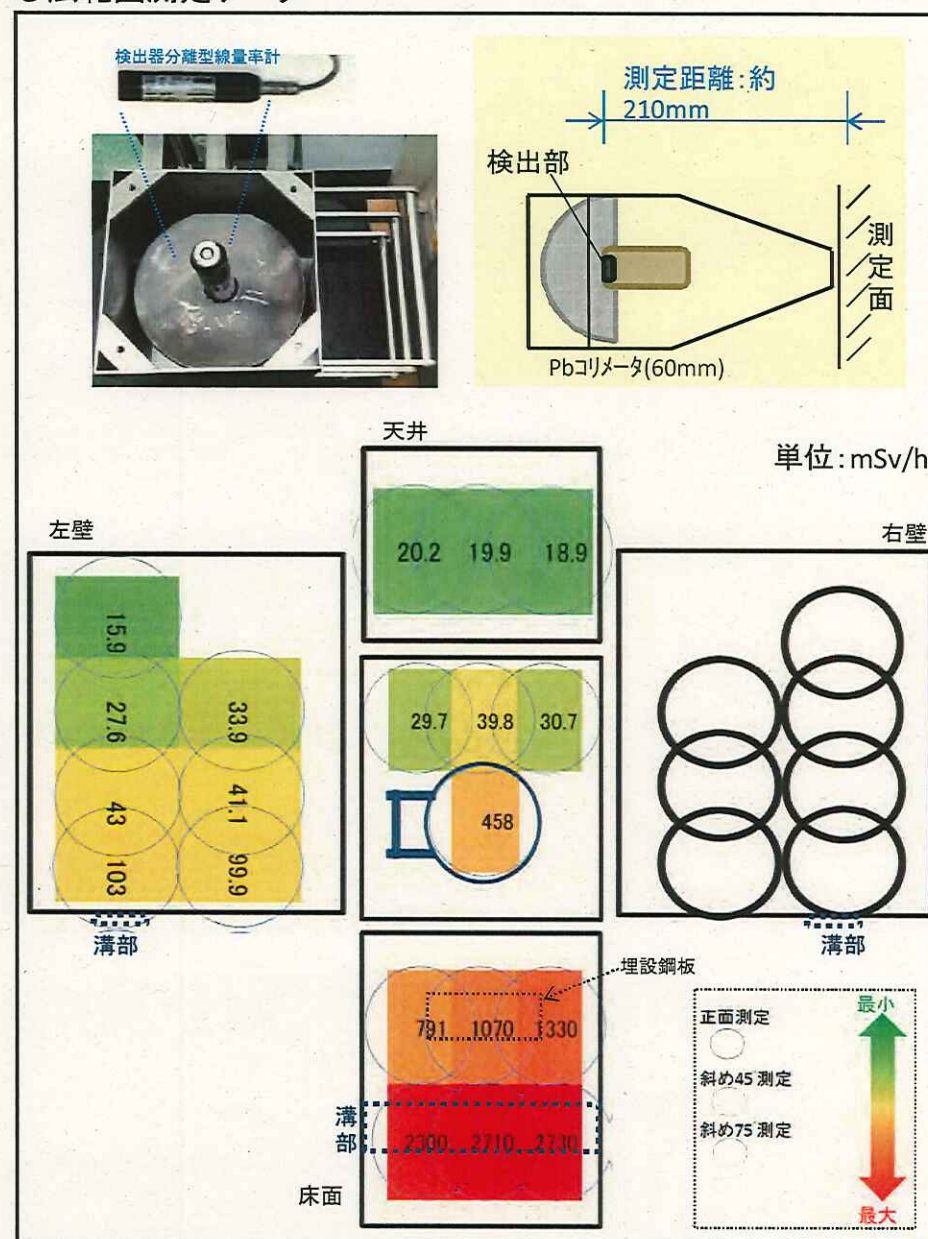 検出器分離型線量率計
測定距離:約
210mm
検出部
測定面
Pbコリメータ(60mm)
天井
単位:mSv/h
左壁
右壁
20.2 19.9 18.9
15.9
27.6 33.9
43 41.1
103 99.9
29.7 39.8 30.7
458
溝部
溝部
埋設鋼板
791 1070 1330
溝部
2300 2710 2730
床面
正面測定
斜め45°測定
斜め75°測定
最小
最大